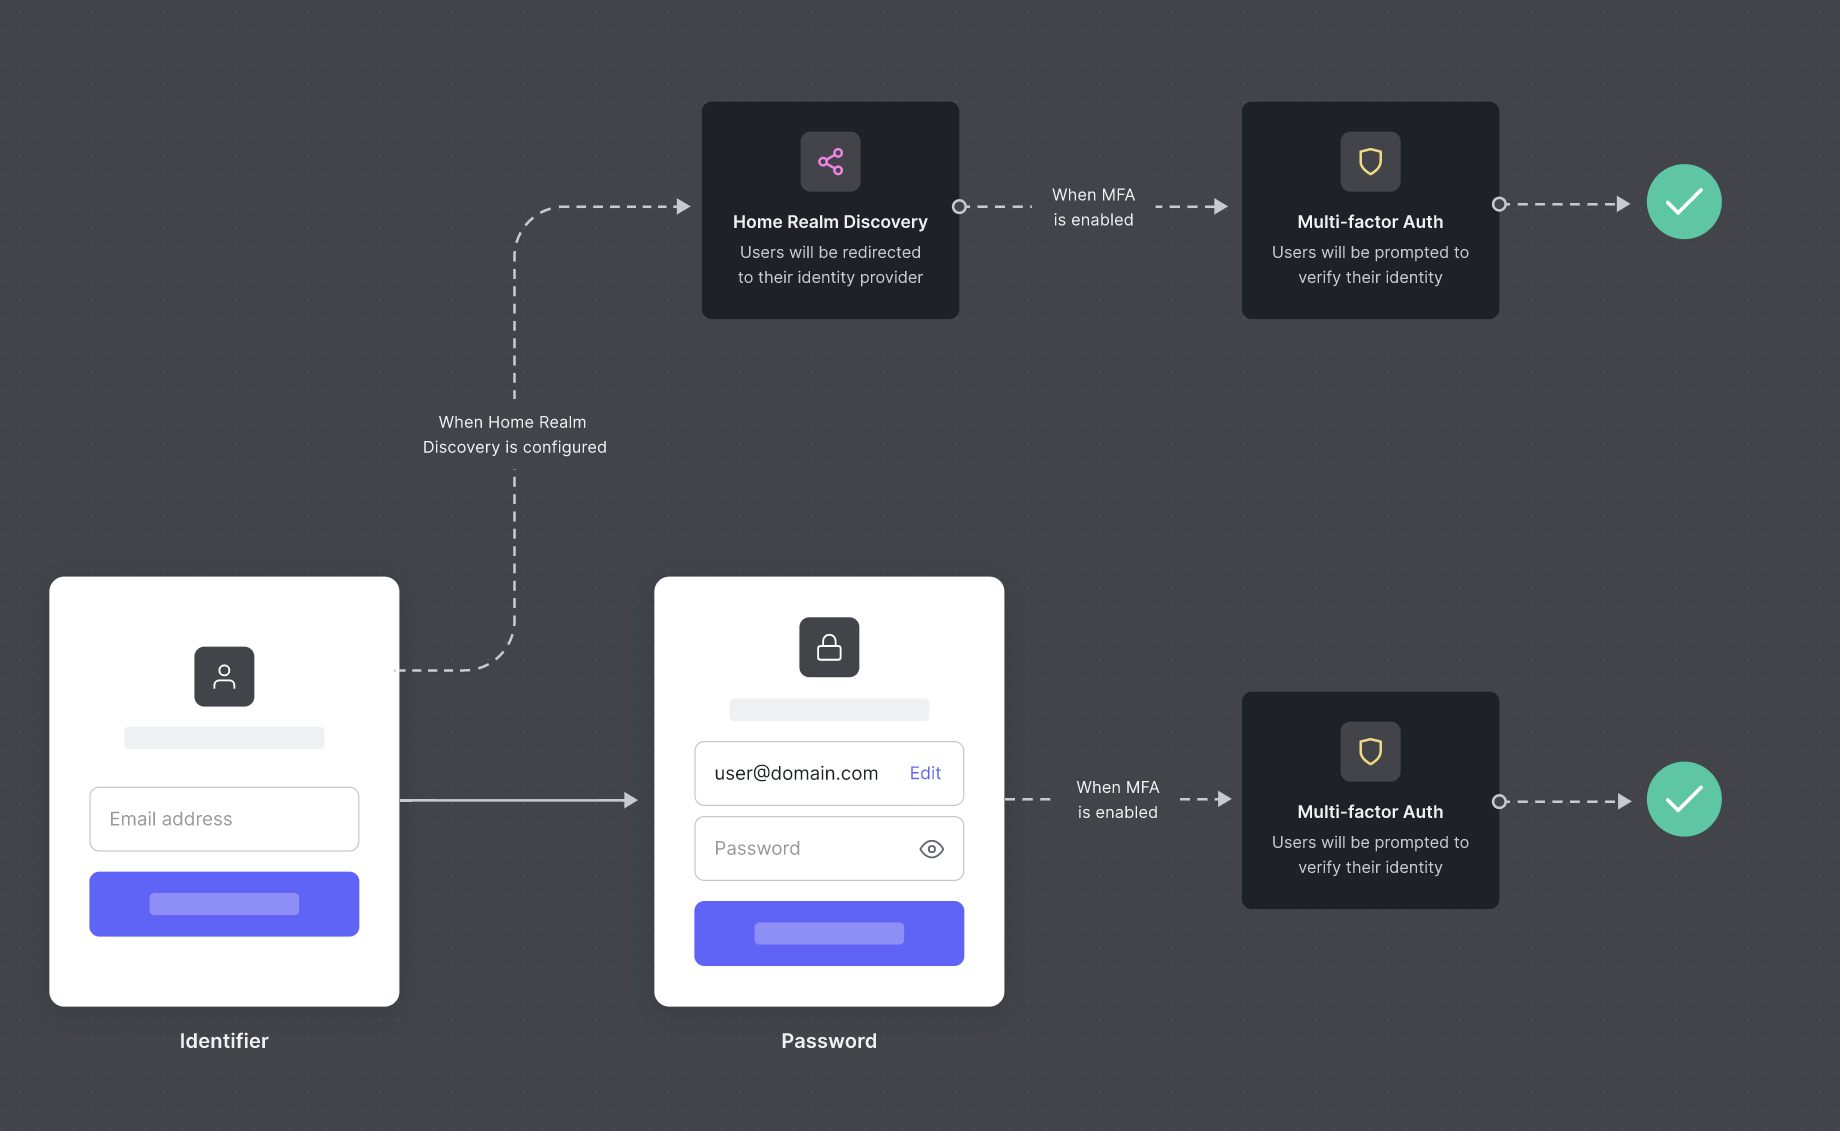 Home Realm Discovery
Users will be redirected
to their identity provider
When MFA
is enabled
Multi-factor Auth
Users will be prompted to
verify their identity
When Home Realm
Discovery is configured
Email address
Identifier
user@domain.com Edit
Password
Password
When MFA
is enabled
Multi-factor Auth
Users will be prompted to
verify their identity